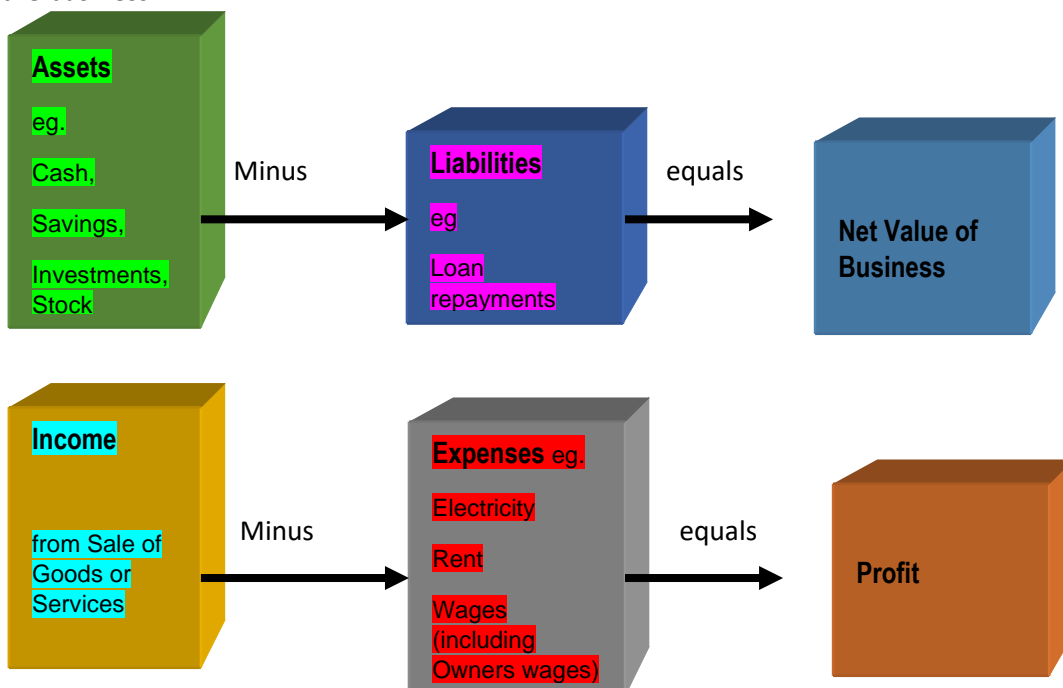 Assets
eg.
Cash,
Savings,
Investments,
Stock
Minus
Liabilities
eg
Loan
repayments
equals
Net Value of
Business
Income
from Sale of
Goods or
Services
Minus
Expenses eg.
Electricity
Rent
Wages
(including
Owners wages)
equals
Profit